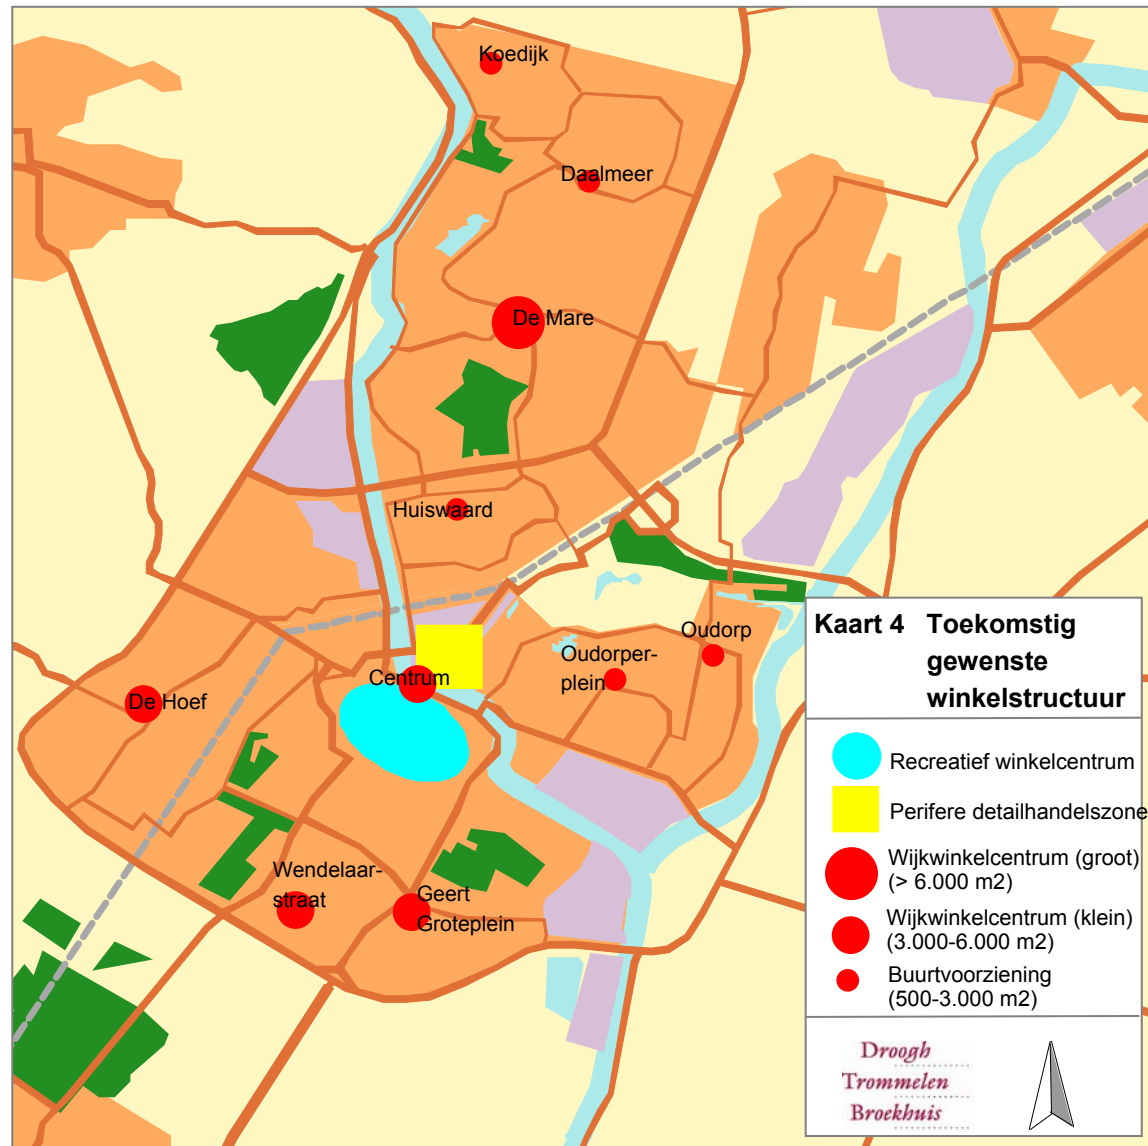 Koedijk
Daalmeer
De Mare
Huiswaard
Oudorp
Oudorper-
plein
Centrum
De Hoef
Wendelaar-
straat
Geert
Groteplein
Kaart 4 Toekomstig
gewenste
winkelstructuur
Recreatief winkelcentrum
Perifere detailhandelszone
Wijkwinkelcentrum (groot)
(> 6.000 m2)
Wijkwinkelcentrum (klein)
(3.000-6.000 m2)
Buurtvoorziening
(500-3.000 m2)
Droogh
Trommelen
Broekhuis